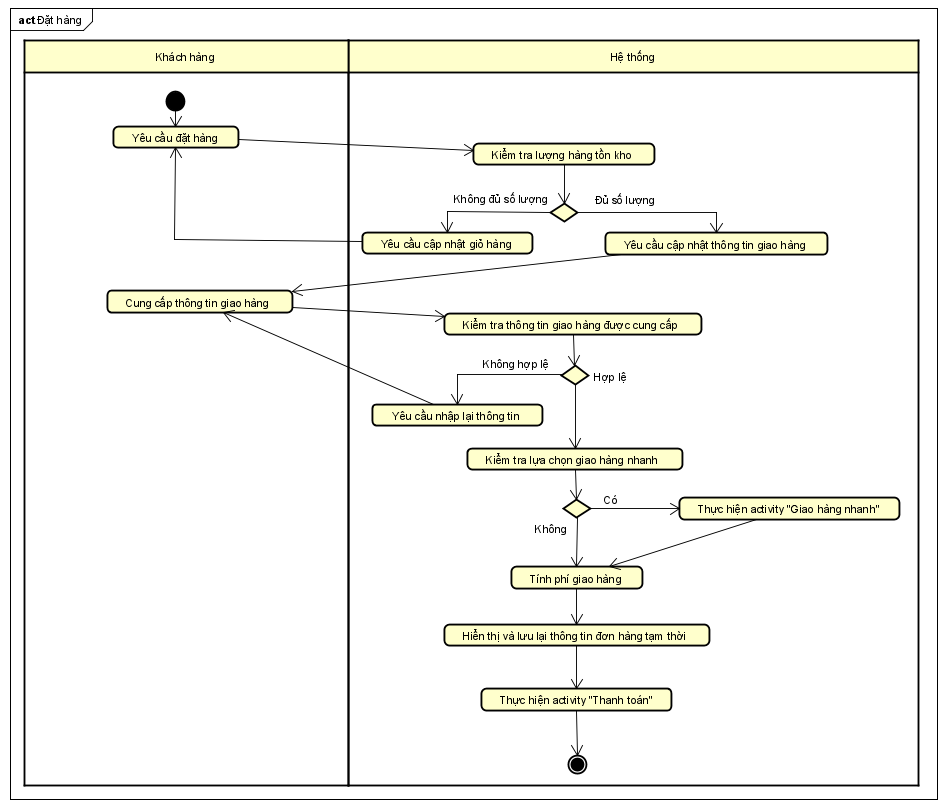 act Đặt hàng
Khách hàng
Hệ thống
Yêu cầu đặt hàng
Kiểm tra lượng hàng tồn kho
Không đủ số lượng
Đủ số lượng
Yêu cầu cập nhật giỏ hàng
Yêu cầu cập nhật thông tin giao hàng
Cung cấp thông tin giao hàng
Kiểm tra thông tin giao hàng được cung cấp
Không hợp lệ
Hợp lệ
Yêu cầu nhập lại thông tin
Kiểm tra lựa chọn giao hàng nhanh
Có
Thực hiện activity "Giao hàng nhanh"
Không
Tính phí giao hàng
Hiển thị và lưu lại thông tin đơn hàng tạm thời
Thực hiện activity "Thanh toán"